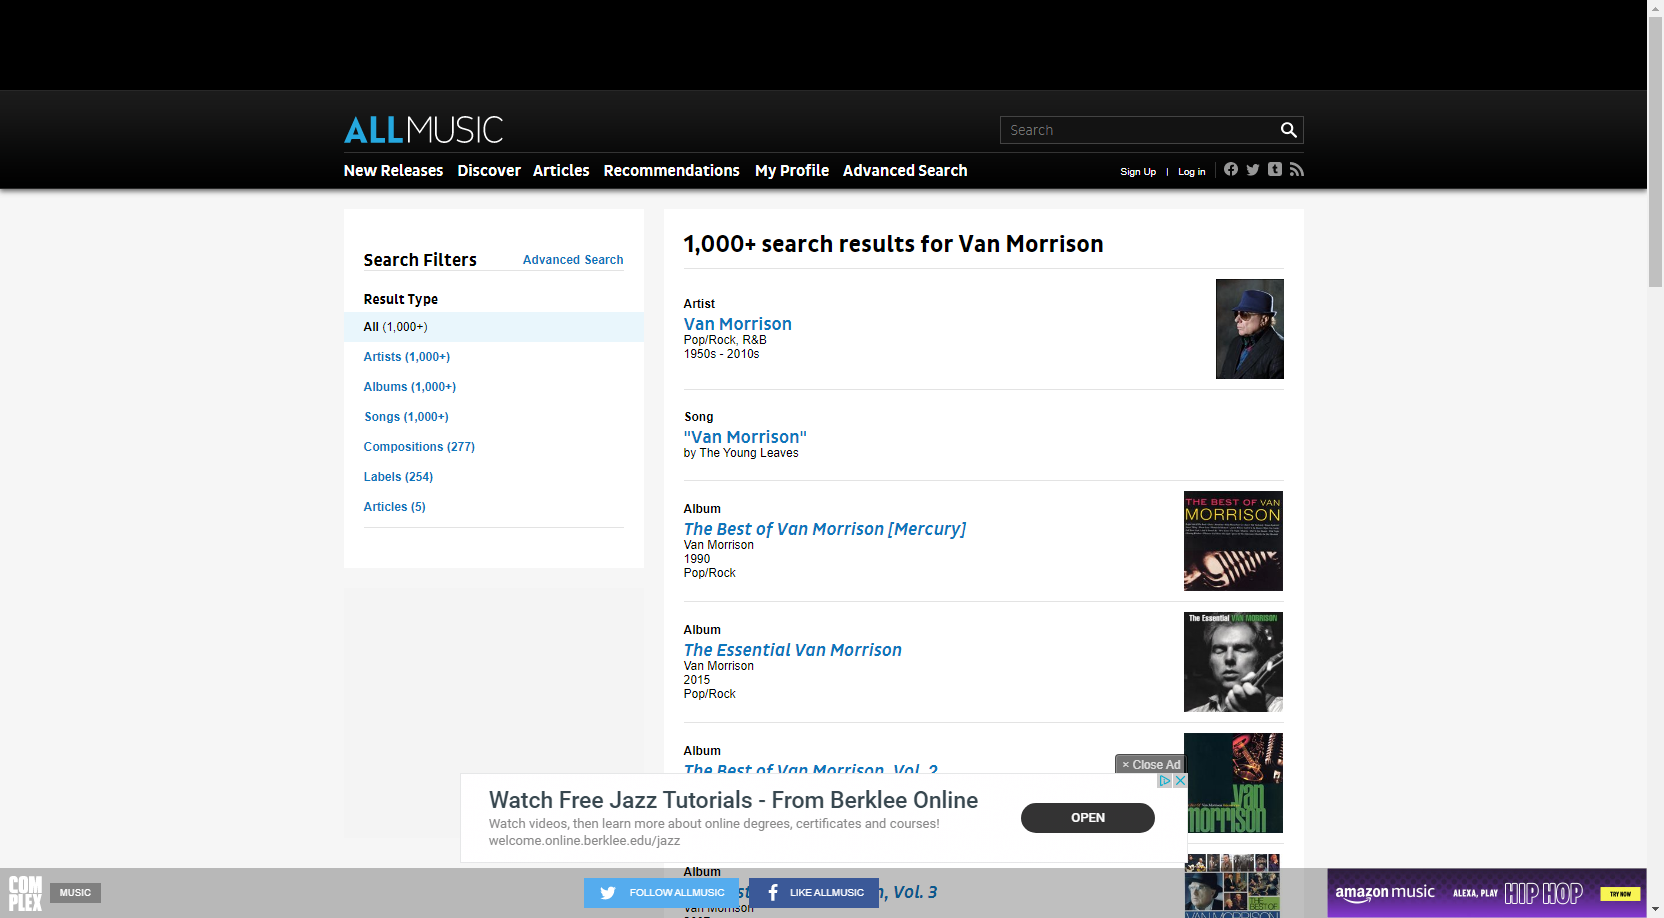 ALLMUSIC
Search
New Releases Discover Articles Recommendations My Profile Advanced Search
Sign Up | Log in
Search Filters Advanced Search
Result Type
All (1,000+)
Artists (1,000+)
Albums (1,000+)
Songs (1,000+)
Compositions (277)
Labels (254)
Articles (5)
1,000+ search results for Van Morrison
Artist
Van Morrison
Pop/Rock, R&B
1950s - 2010s
Song
"Van Morrison"
by The Young Leaves
Album
The Best of Van Morrison [Mercury]
Van Morrison
1990
Pop/Rock
THE BEST OF VAN
MORRISON
Album
The Essential Van Morrison
Van Morrison
2015
Pop/Rock
The Essential VAN MORRISON
Album
The Best of Van Morrison, Vol. 2
van
morrison
× Close Ad
Watch Free Jazz Tutorials - From Berklee Online
Watch videos, then learn more about online degrees, certificates and courses!
welcome.online.berklee.edu/jazz
OPEN
Album
Vol. 3
Van Morrison
THE BEST OF
VAN MORRISON
COMPLEX
MUSIC
FOLLOW ALLMUSIC
LIKE ALLMUSIC
amazon music ALEXA, PLAY HIP HOP TRY NOW